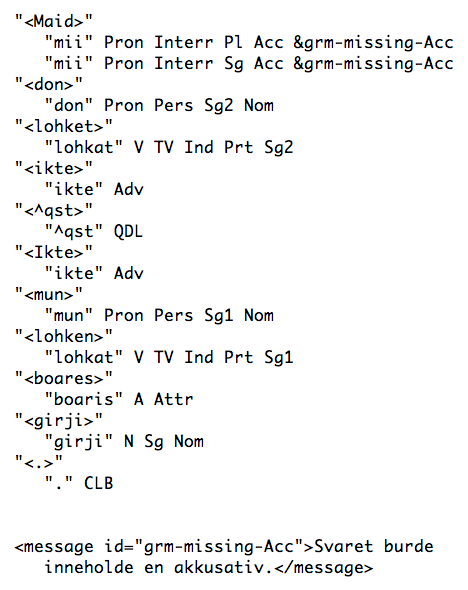 "<Maid>"
"mii" Pron Interr Pl Acc &grm-missing-Acc
"mii" Pron Interr Sg Acc &grm-missing-Acc
"<don>"
"don" Pron Pers Sg2 Nom
"<lohket>"
"lohkat" V TV Ind Prt Sg2
"<ikte>"
"ikte" Adv
"<^qst>"
"^qst" QDL
"<Ikte>"
"ikte" Adv
"<mun>"
"mun" Pron Pers Sg1 Nom
"<lohken>"
"lohkat" V TV Ind Prt Sg1
"<boares>"
"boaris" A Attr
"<girji>"
"girji" N Sg Nom
"<.>"
"." CLB
<message id="grm-missing-Acc">Svaret burde
inneholde en akkusativ.</message>